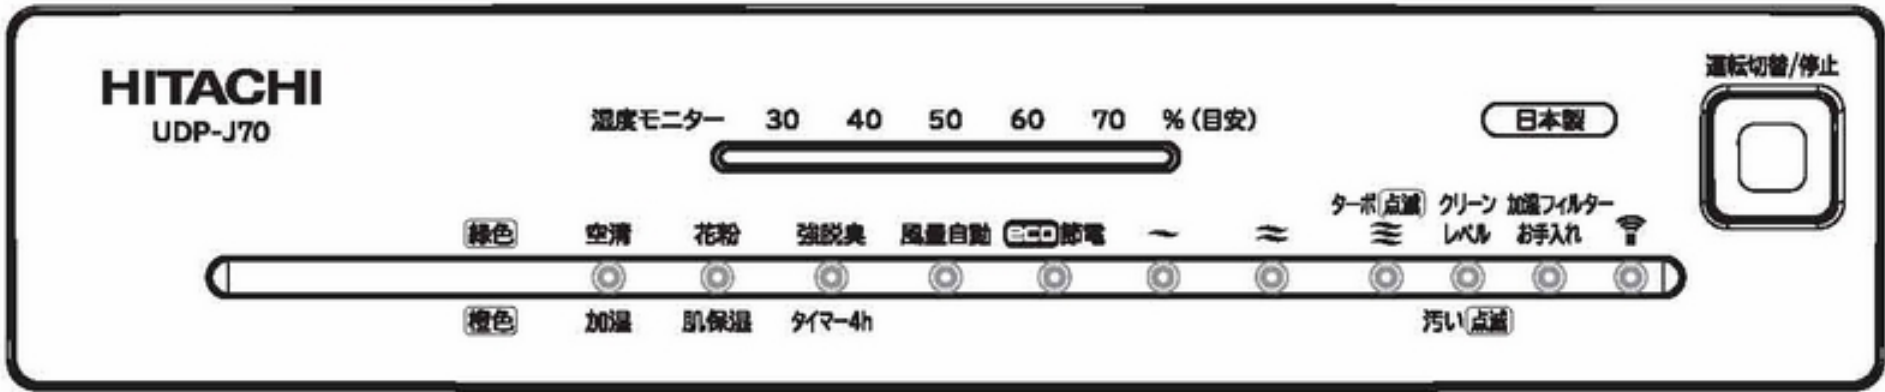 HITACHI
UDP-J70
湿度モニター 30 40 50 60 70 %(目安)
日本製
運転切替/停止
緑色 空清 花粉 強脱臭 風量自動 eco節電 ターボ点滅 クリーンレベル 加湿フィルターお手入れ
橙色 加湿 肌保湿 タイマー4h 汚い点滅